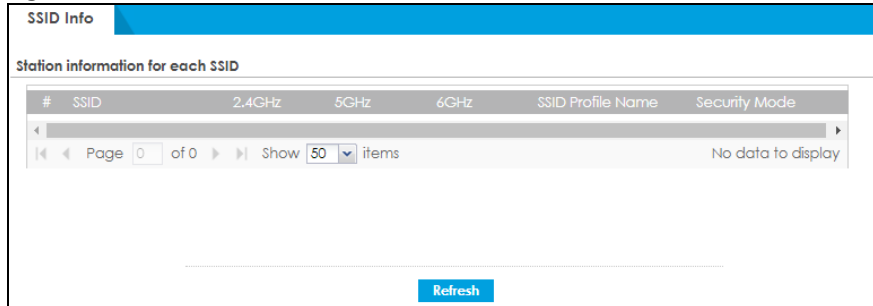 SSID Info
Station information for each SSID
# SSID 2.4GHz 5GHz 6GHz SSID Profile Name Security Mode
Page 0 of 0 Show 50 items No data to display
Refresh